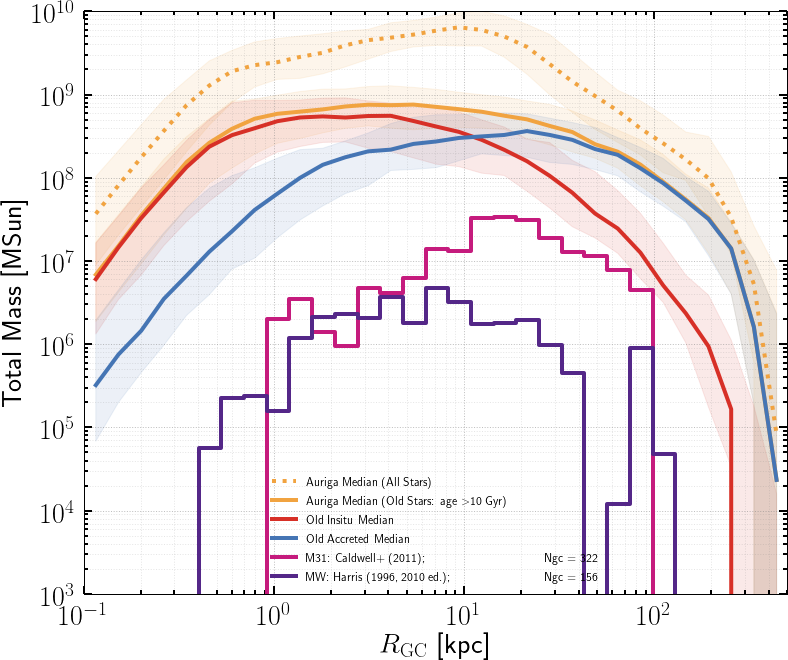 10^10
10^9
10^8
10^7
10^6
10^5
10^4
10^3
Total Mass [MSun]
Auriga Median (All Stars)
Auriga Median (Old Stars: age >10 Gyr)
Old Insitu Median
Old Accreted Median
M31: Caldwell+ (2011); Ngc = 322
MW: Harris (1996, 2010 ed.); Ngc = 156
10^-1 10^0 10^1 10^2
R_GC [kpc]